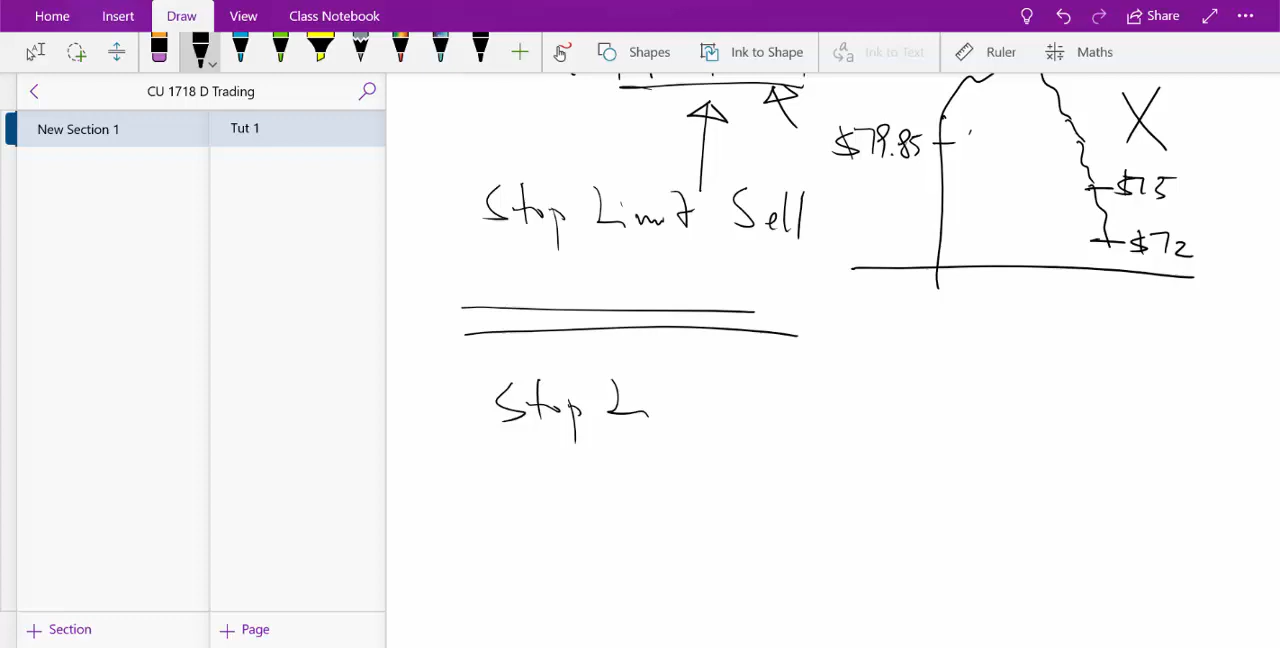 Home Insert Draw View Class Notebook Share
Shapes Ink to Shape Ink to Text Ruler Maths
CU 1718 D Trading
New Section 1
Tut 1
$79.85
X
$75
Stop Limit Sell
$72
Stop L
+ Section
+ Page